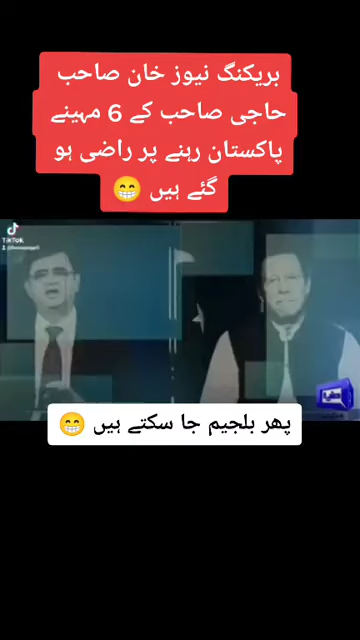 بریکنگ نیوز خان صاحب
حاجی صاحب کے 6 مہینے
پاکستان رہنے پر راضی ہو
گئے ہیں 😁
TikTok
پھر بلجیم جا سکتے ہیں 😁